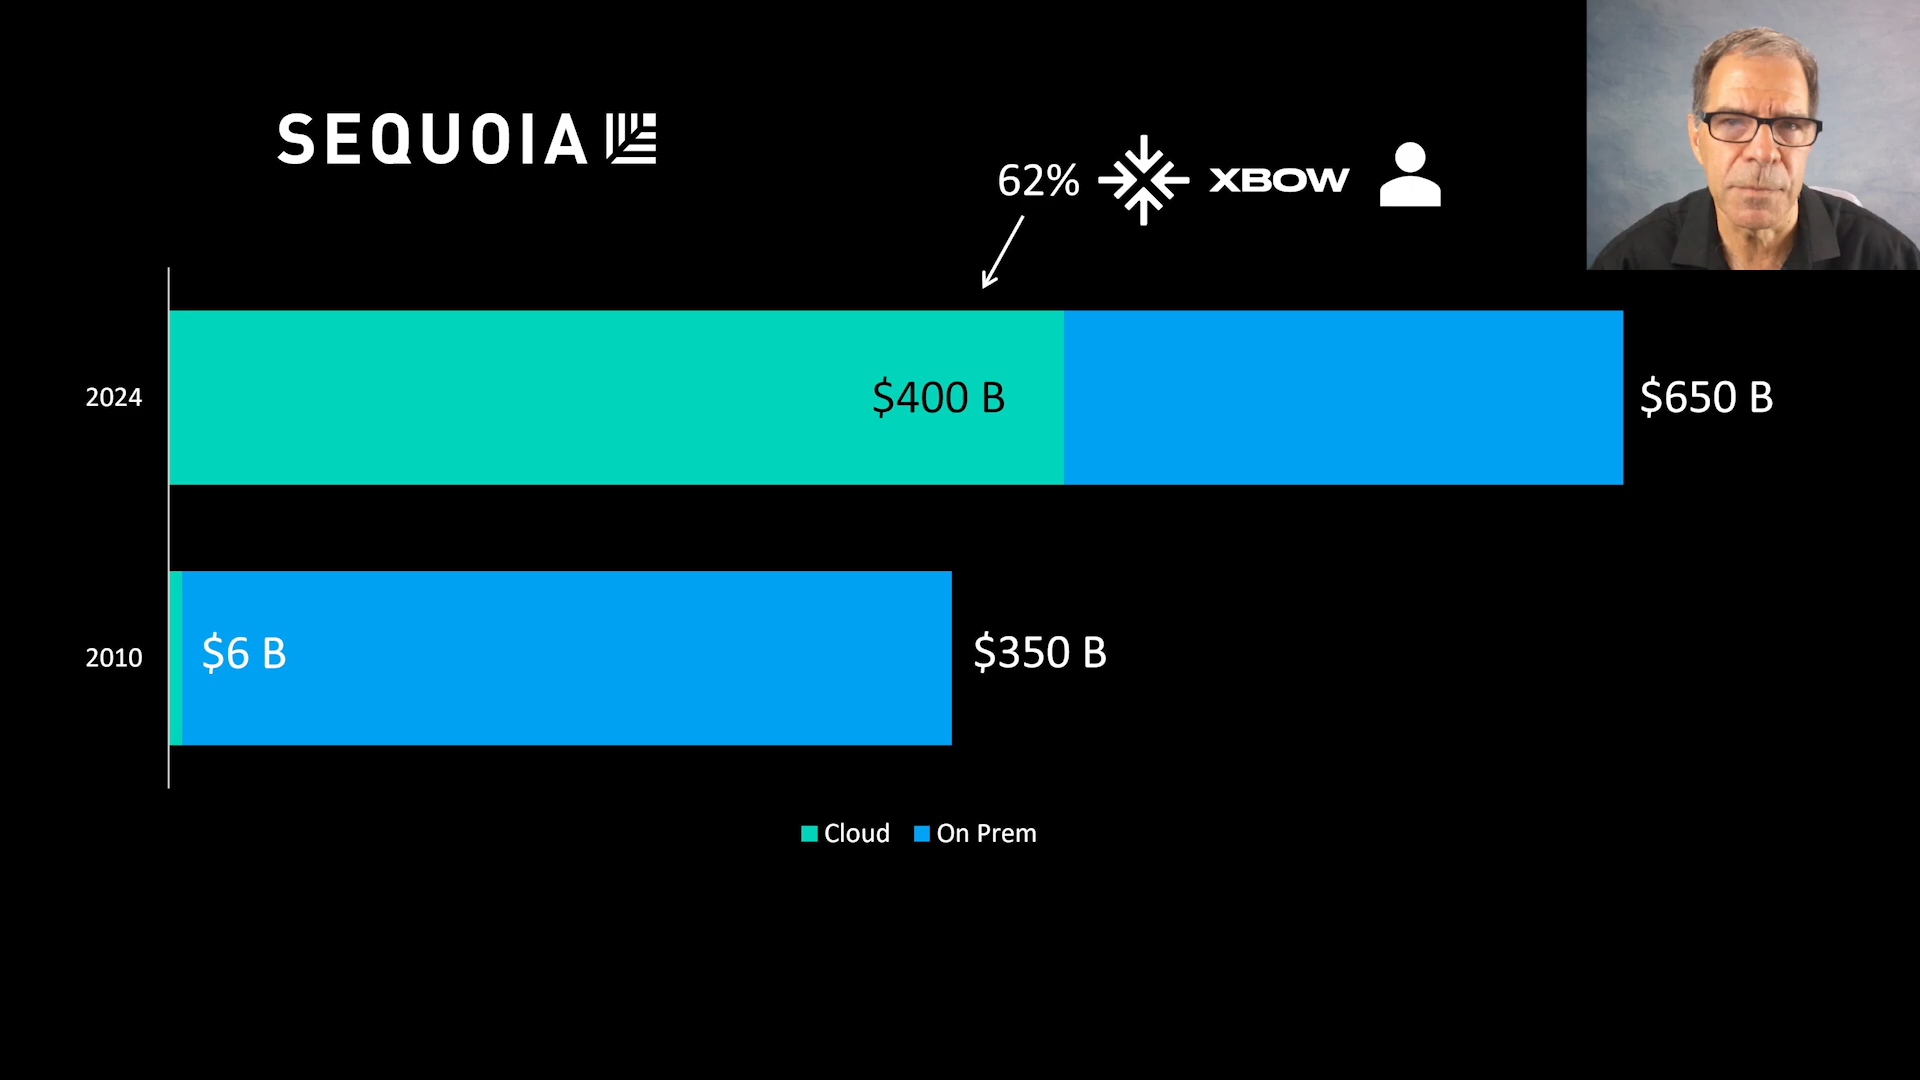 SEQUOIA
62% XBOW
2024
$400 B
$650 B
2010
$6 B
$350 B
Cloud
On Prem